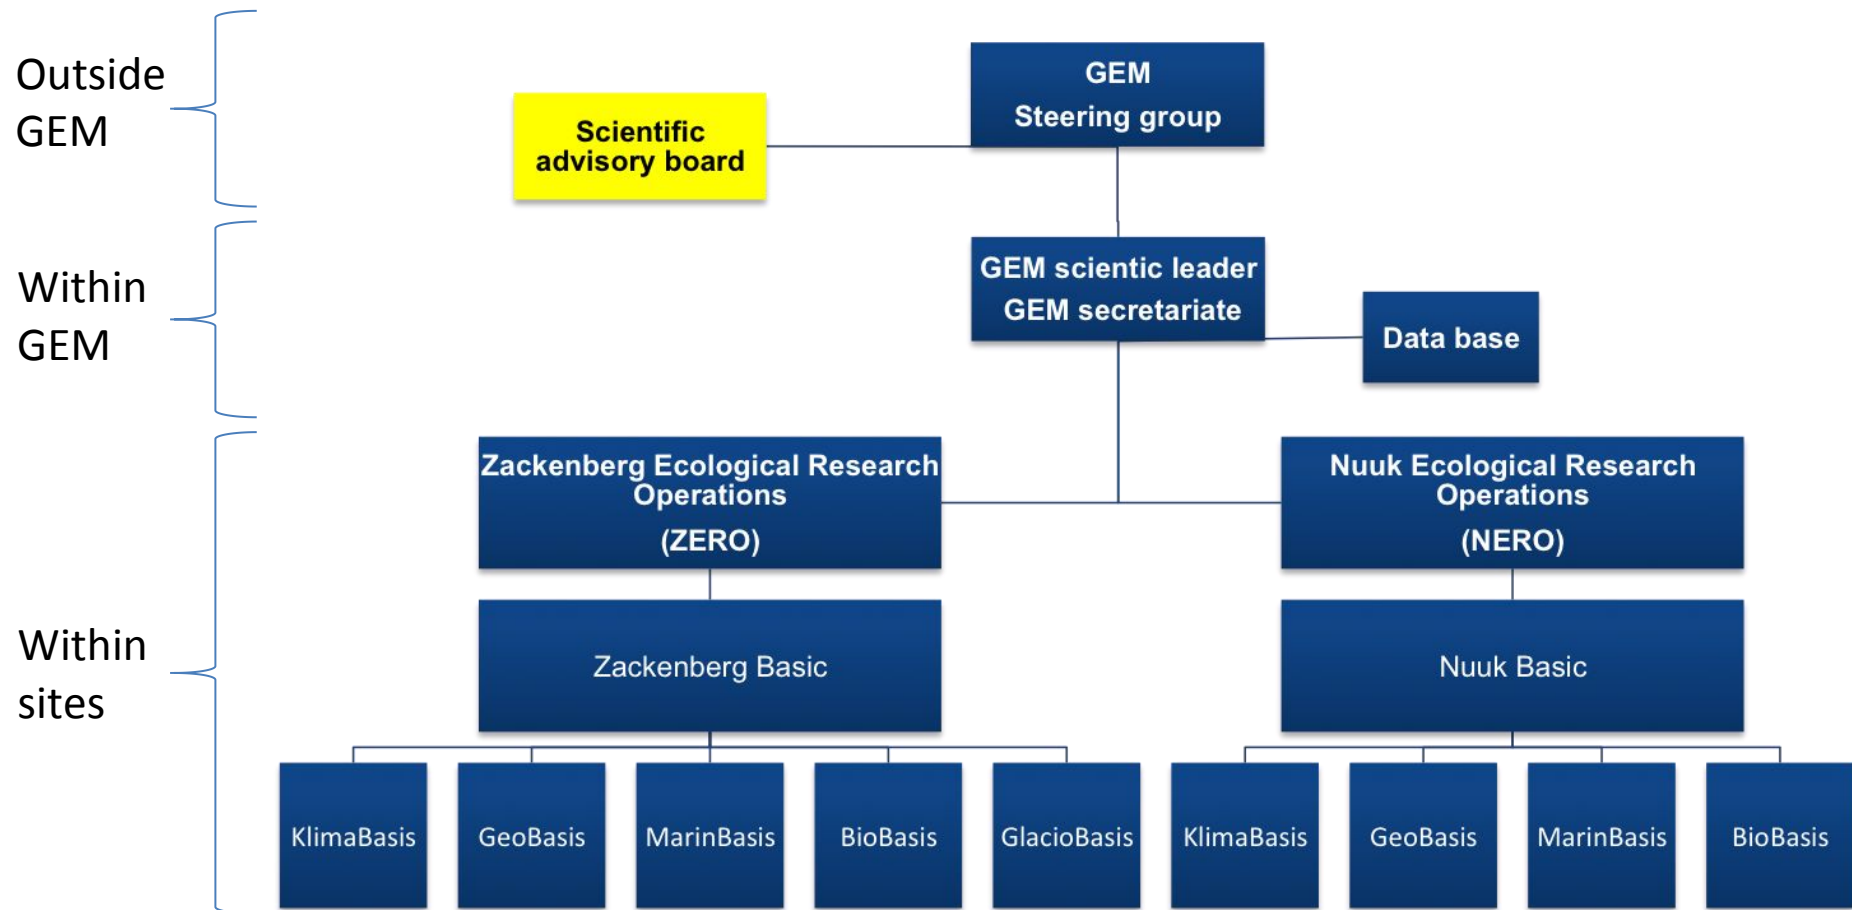 Outside
GEM
GEM
Steering group
Scientific
advisory board
Within
GEM
GEM scientic leader
GEM secretariate
Data base
Within
sites
Zackenberg Ecological Research
Operations
(ZERO)
Nuuk Ecological Research
Operations
(NERO)
Zackenberg Basic
Nuuk Basic
KlimaBasis
GeoBasis
MarinBasis
BioBasis
GlacioBasis
KlimaBasis
GeoBasis
MarinBasis
BioBasis